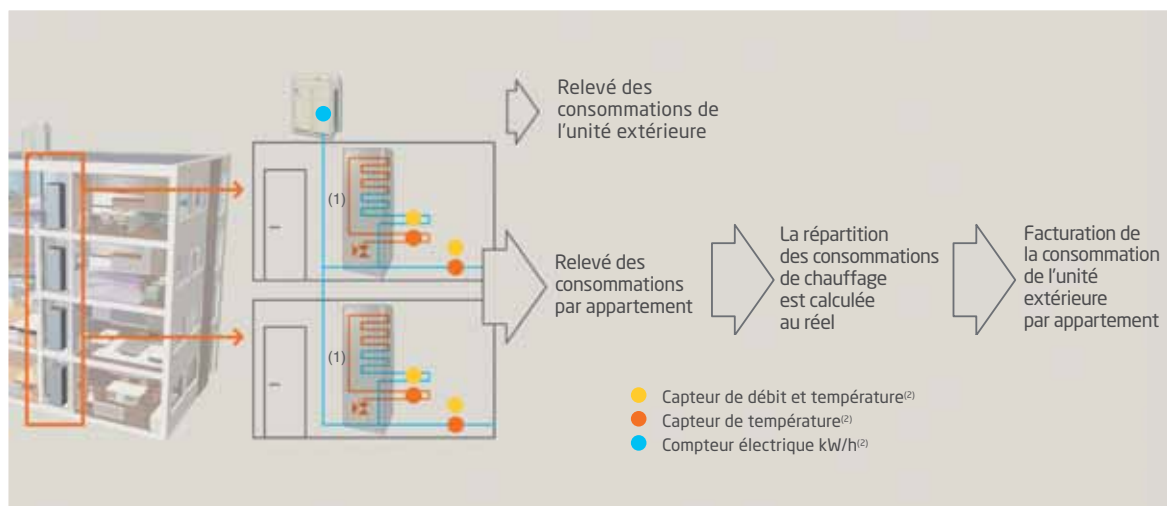 Relevé des
consommations de
l'unité extérieure
(1)
(1)
Relevé des
consommations
par appartement
La répartition
des consommations
de chauffage
est calculée
au réel
Facturation de
la consommation
de l'unité
extérieure
par appartement
Capteur de débit et température(2)
Capteur de température(2)
Compteur électrique kW/h(2)